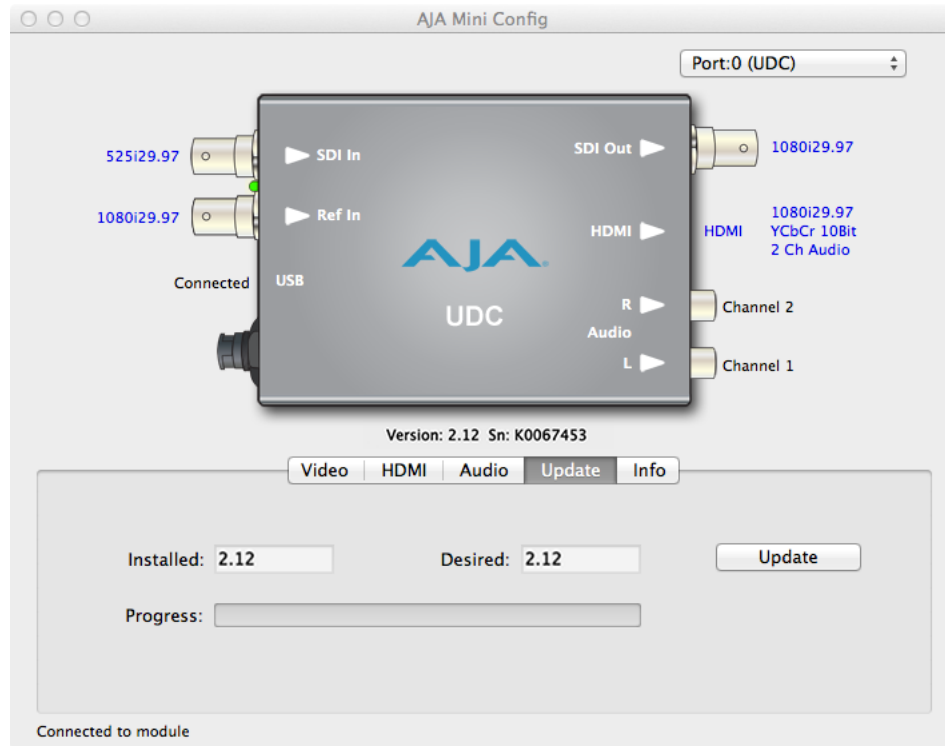 AJA Mini Config
Port:0 (UDC)
525i29.97
SDI In
SDI Out
1080i29.97
1080i29.97
Ref In
HDMI
HDMI
1080i29.97
YCbCr 10Bit
2 Ch Audio
AJA®
Connected
USB
UDC
R
Channel 2
Audio
L
Channel 1
Version: 2.12 Sn: K0067453
Video HDMI Audio Update Info
Installed: 2.12 Desired: 2.12 Update
Progress:
Connected to module